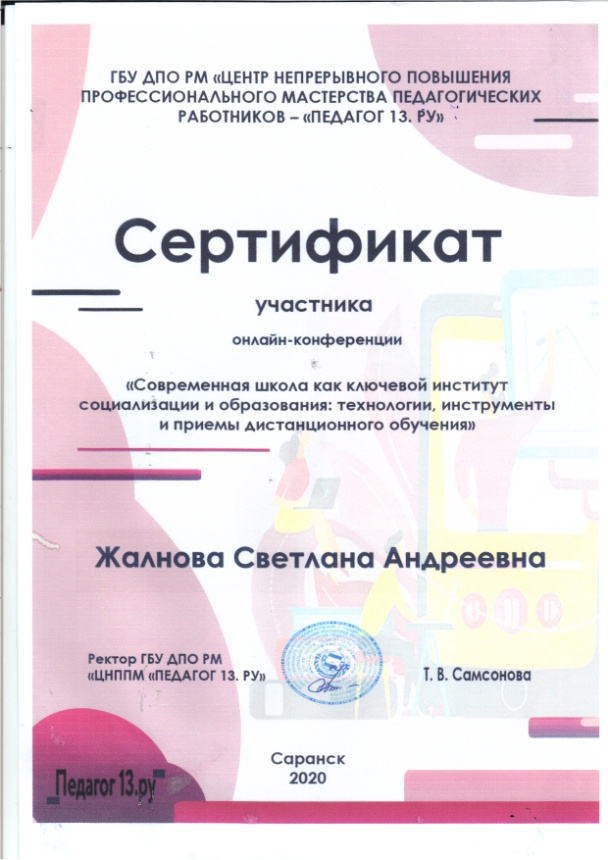 ГБУ ДПО РМ «ЦЕНТР НЕПРЕРЫВНОГО ПОВЫШЕНИЯ
ПРОФЕССИОНАЛЬНОГО МАСТЕРСТВА ПЕДАГОГИЧЕСКИХ
РАБОТНИКОВ – «ПЕДАГОГ 13. РУ»
Сертификат
участника
онлайн-конференции
«Современная школа как ключевой институт
социализации и образования: технологии, инструменты
и приемы дистанционного обучения»
Жалнова Светлана Андреевна
Ректор ГБУ ДПО РМ
«ЦНППМ «ПЕДАГОГ 13. РУ»
Т. В. Самсонова
Саранск
2020
Педагог 13.ру